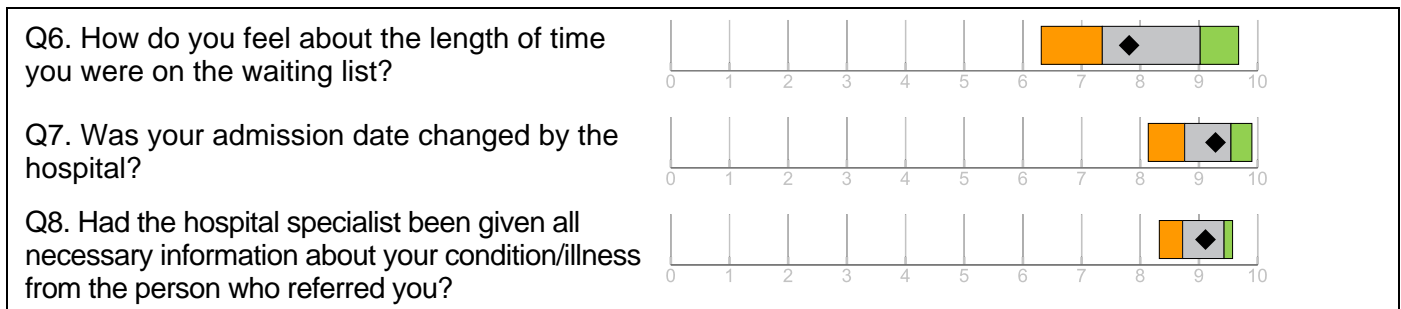 Q6. How do you feel about the length of time
you were on the waiting list?
0 1 2 3 4 5 6 7 8 9 10
Q7. Was your admission date changed by the
hospital?
0 1 2 3 4 5 6 7 8 9 10
Q8. Had the hospital specialist been given all
necessary information about your condition/illness
from the person who referred you?
0 1 2 3 4 5 6 7 8 9 10